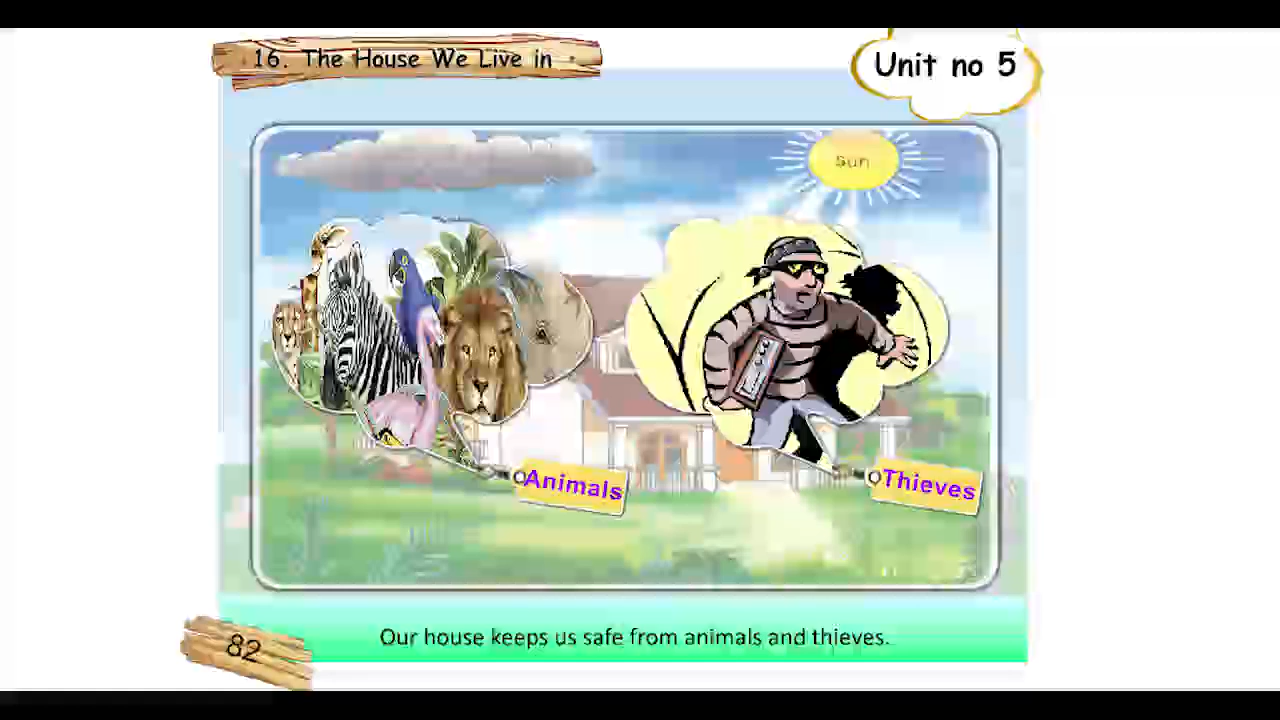 16. The House We Live in
Unit no 5
Sun
Animals
Thieves
82
Our house keeps us safe from animals and thieves.